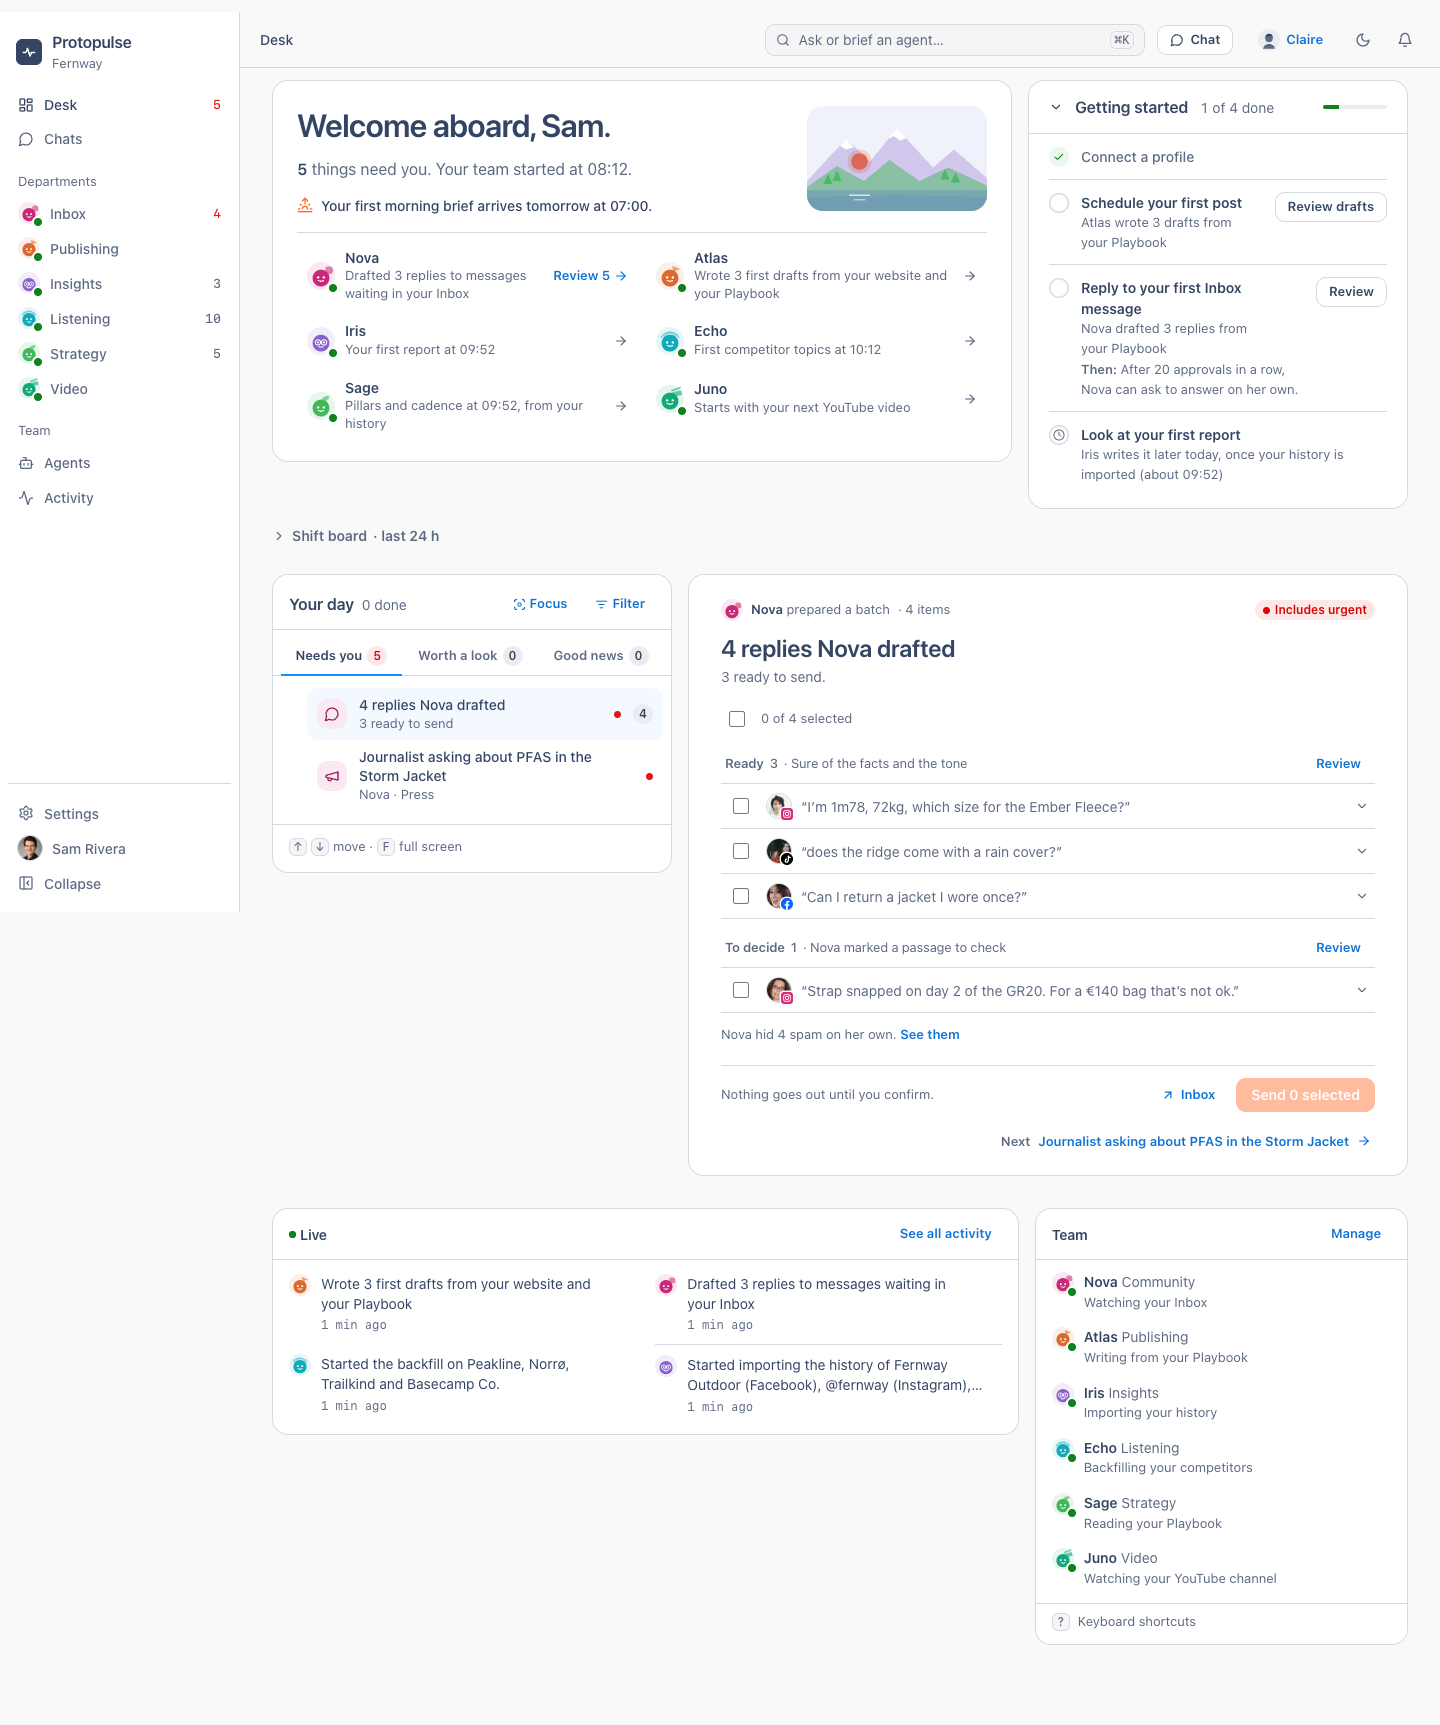 Protopulse
Fernway
Desk 5
Chats
Departments
Inbox 4
Publishing
Insights 3
Listening 10
Strategy 5
Video
Team
Agents
Activity
Settings
Sam Rivera
Collapse
Desk
Ask or brief an agent…
⌘K
Chat
Claire
Welcome aboard, Sam.
5 things need you. Your team started at 08:12.
Your first morning brief arrives tomorrow at 07:00.
Nova
Drafted 3 replies to messages
waiting in your Inbox
Review 5
Atlas
Wrote 3 first drafts from your website and
your Playbook
Iris
Your first report at 09:52
Echo
First competitor topics at 10:12
Sage
Pillars and cadence at 09:52, from your
history
Juno
Starts with your next YouTube video
Getting started 1 of 4 done
Connect a profile
Schedule your first post
Atlas wrote 3 drafts from
your Playbook
Review drafts
Reply to your first Inbox
message
Nova drafted 3 replies from
your Playbook
Then: After 20 approvals in a row,
Nova can ask to answer on her own.
Review
Look at your first report
Iris writes it later today, once your history is
imported (about 09:52)
Shift board · last 24 h
Your day 0 done
Focus
Filter
Needs you 5
Worth a look 0
Good news 0
4 replies Nova drafted
3 ready to send
4
Journalist asking about PFAS in the
Storm Jacket
Nova · Press
↑ ↓ move · F full screen
Nova prepared a batch · 4 items
Includes urgent
4 replies Nova drafted
3 ready to send.
0 of 4 selected
Ready 3 · Sure of the facts and the tone
Review
“I’m 1m78, 72kg, which size for the Ember Fleece?”
“does the ridge come with a rain cover?”
“Can I return a jacket I wore once?”
To decide 1 · Nova marked a passage to check
Review
“Strap snapped on day 2 of the GR20. For a €140 bag that’s not ok.”
Nova hid 4 spam on her own. See them
Nothing goes out until you confirm.
Inbox
Send 0 selected
Next Journalist asking about PFAS in the Storm Jacket
Live
See all activity
Wrote 3 first drafts from your website and
your Playbook
1 min ago
Drafted 3 replies to messages waiting in
your Inbox
1 min ago
Started the backfill on Peakline, Norrø,
Trailkind and Basecamp Co.
1 min ago
Started importing the history of Fernway
Outdoor (Facebook), @fernway (Instagram),…
1 min ago
Team
Manage
Nova Community
Watching your Inbox
Atlas Publishing
Writing from your Playbook
Iris Insights
Importing your history
Echo Listening
Backfilling your competitors
Sage Strategy
Reading your Playbook
Juno Video
Watching your YouTube channel
? Keyboard shortcuts